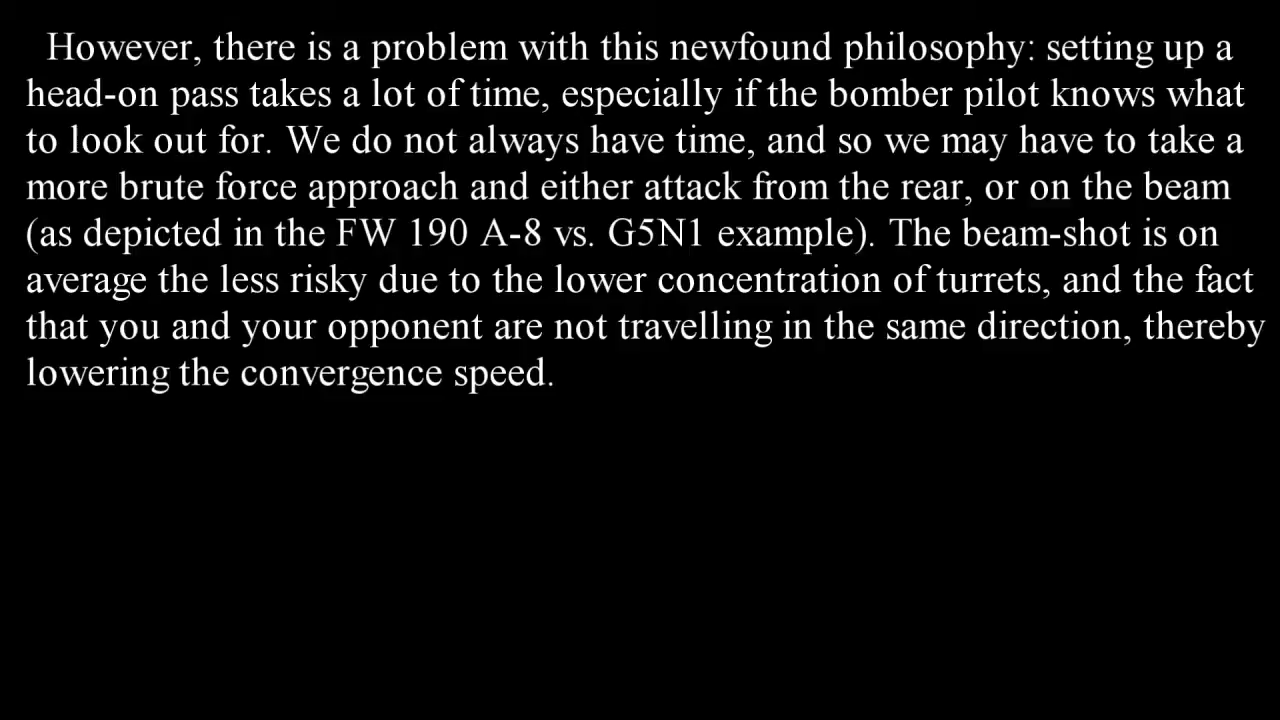 However, there is a problem with this newfound philosophy: setting up a
head-on pass takes a lot of time, especially if the bomber pilot knows what
to look out for. We do not always have time, and so we may have to take a
more brute force approach and either attack from the rear, or on the beam
(as depicted in the FW 190 A-8 vs. G5N1 example). The beam-shot is on
average the less risky due to the lower concentration of turrets, and the fact
that you and your opponent are not travelling in the same direction, thereby
lowering the convergence speed.